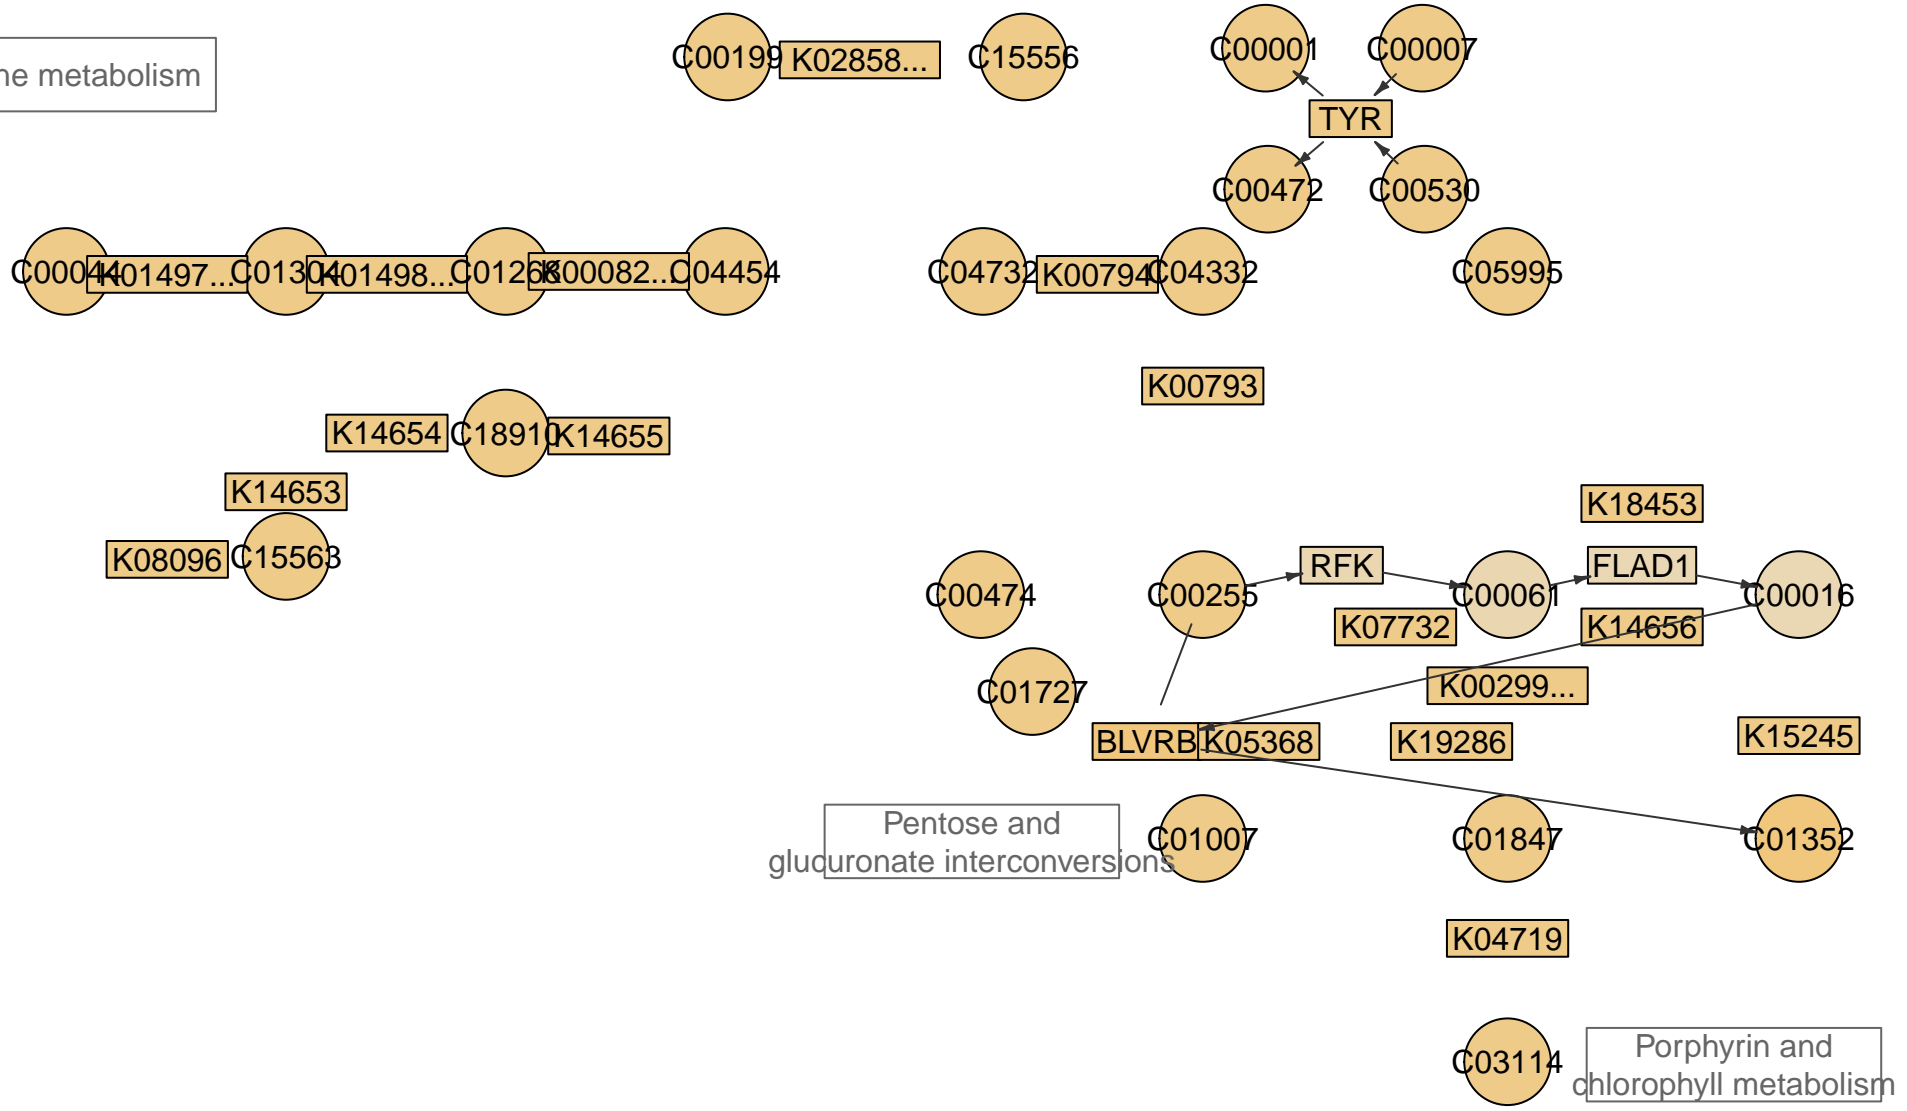 C00199
K02858...
C15556
C00001
C00007
ne metabolism
TYR
C00472
C00530
C00044
K01497...
C01304
K01498...
C01268
K00082...
C04454
C04732
K00794
C04332
C05995
K00793
K14654
C18910
K14655
K14653
K08096
C15563
K18453
C00474
C00255
RFK
C00061
FLAD1
C00016
K07732
K14656
C01727
K00299...
BLVRB
K05368
K19286
K15245
Pentose and
glucuronate interconversions
C01007
C01847
C01352
K04719
C03114
Porphyrin and
chlorophyll metabolism